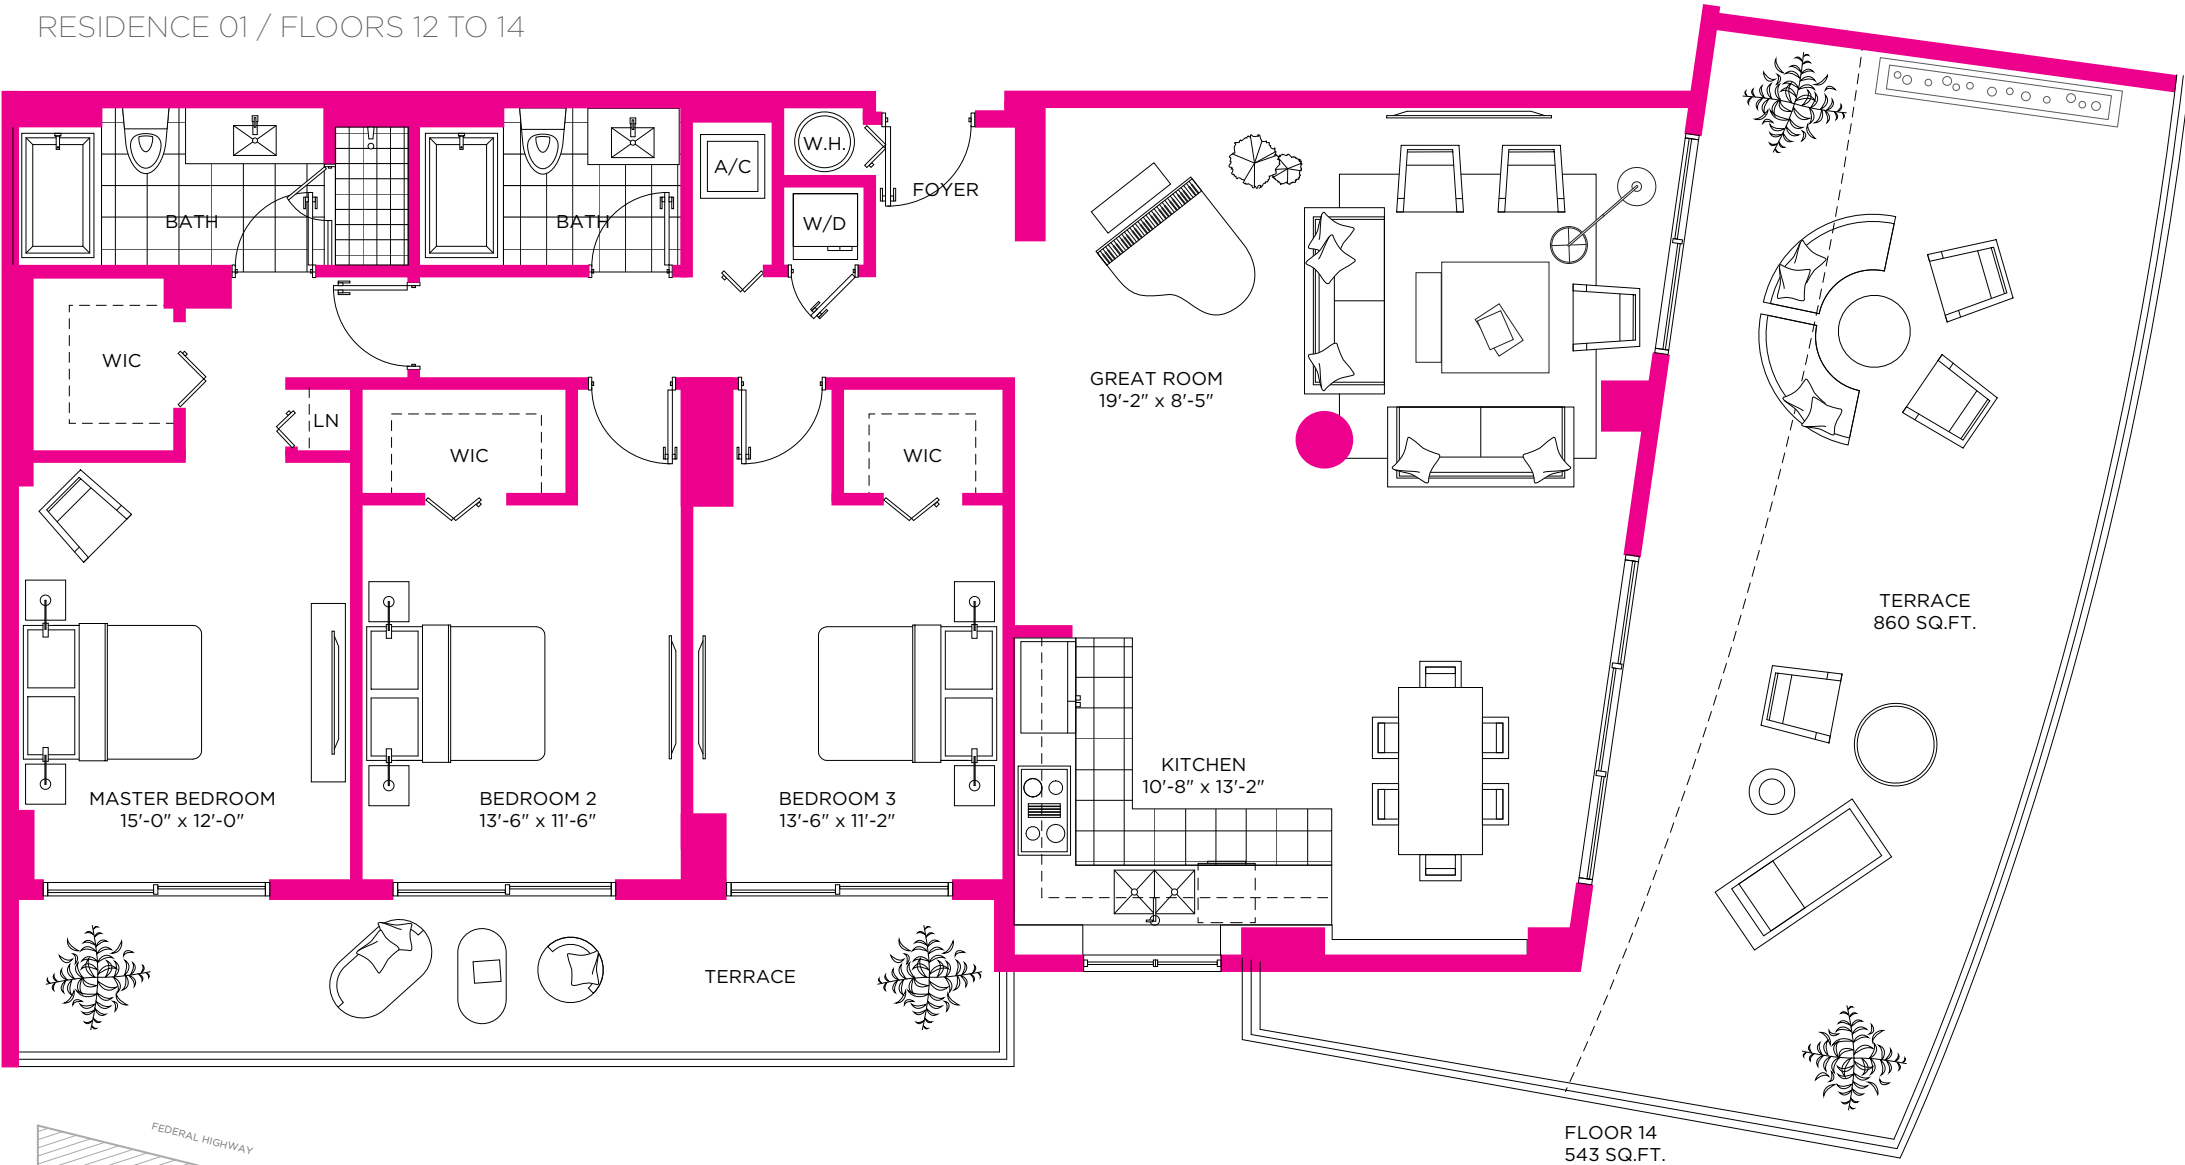 RESIDENCE 01 / FLOORS 12 TO 14
A/C
W.H.
FOYER
BATH
BATH
W/D
WIC
LN
WIC
WIC
GREAT ROOM
19'-2" x 8'-5"
TERRACE
860 SQ.FT.
KITCHEN
10'-8" x 13'-2"
MASTER BEDROOM
15'-0" x 12'-0"
BEDROOM 2
13'-6" x 11'-6"
BEDROOM 3
13'-6" x 11'-2"
TERRACE
FEDERAL HIGHWAY
FLOOR 14
543 SQ.FT.